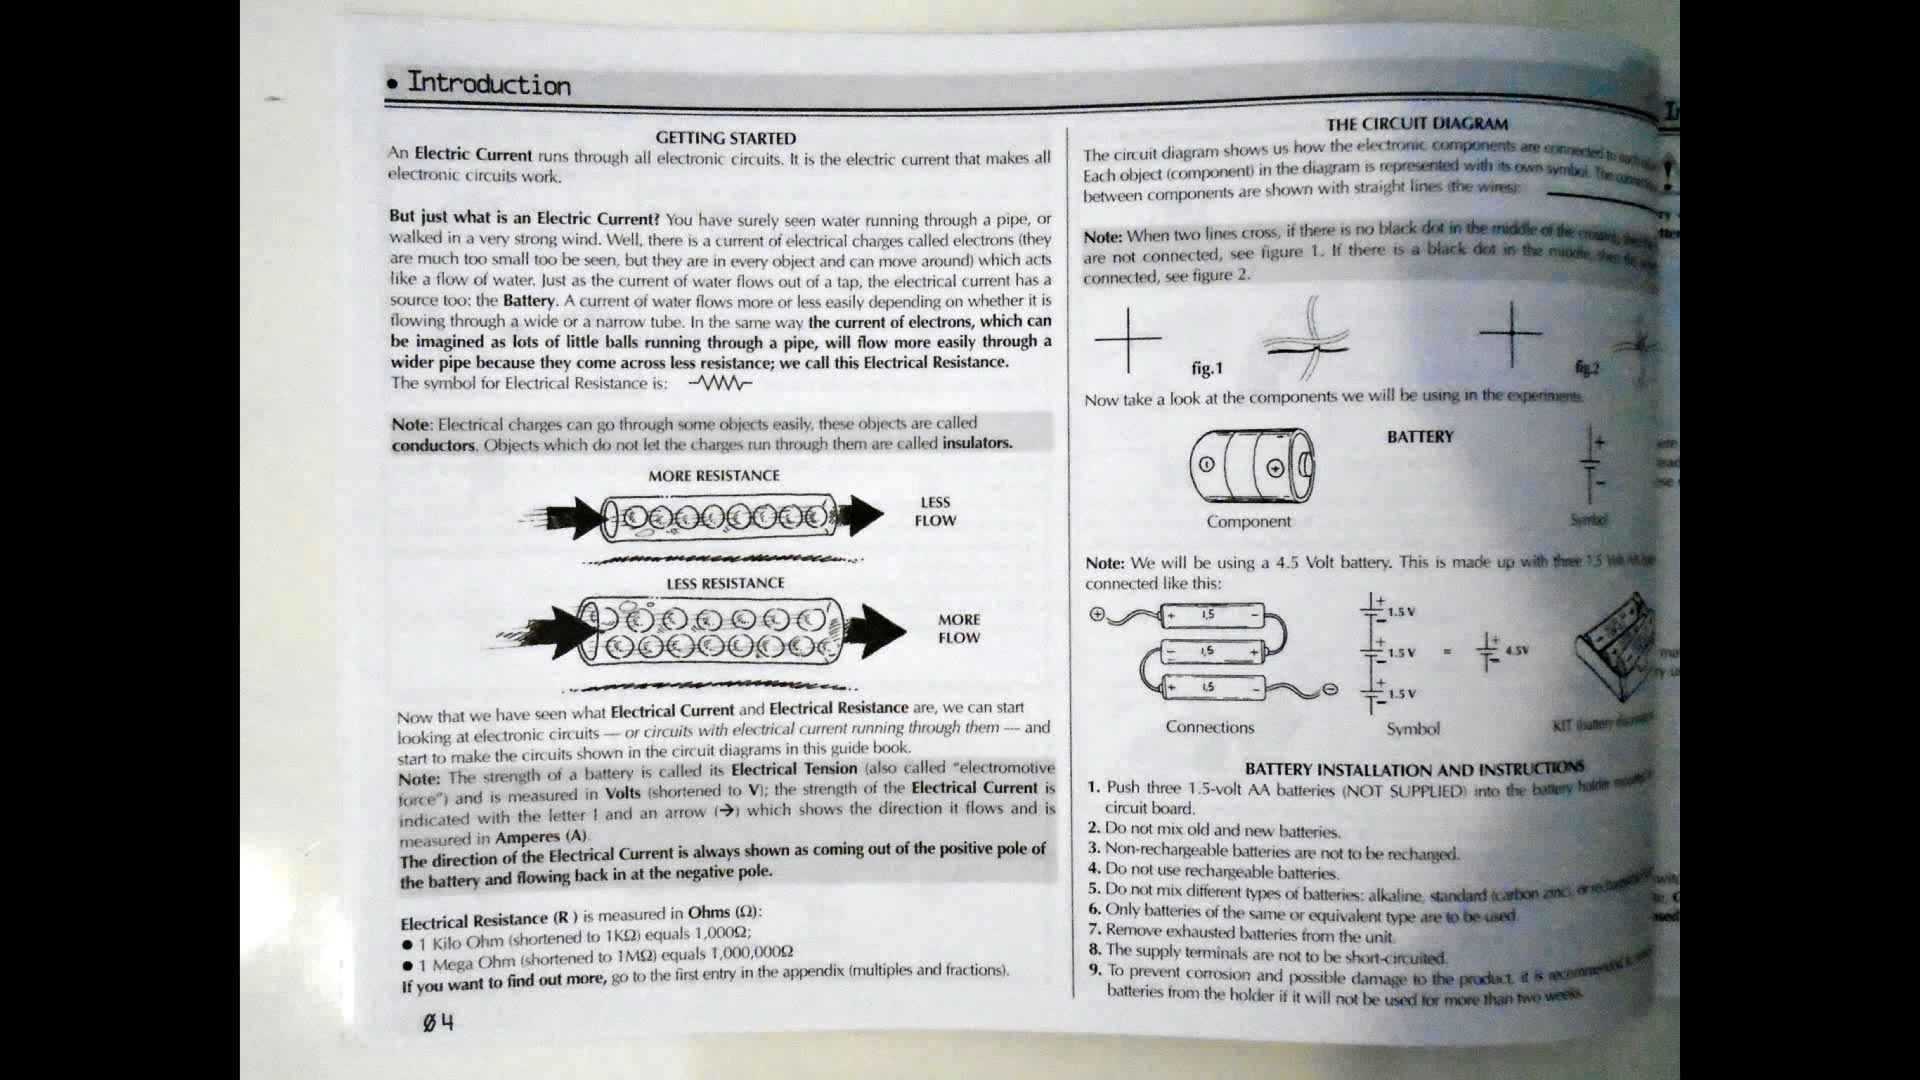 • Introduction
GETTING STARTED
An Electric Current runs through all electronic circuits. It is the electric current that makes all
electronic circuits work.
But just what is an Electric Current? You have surely seen water running through a pipe, or
walked in a very strong wind. Well, there is a current of electrical charges called electrons (they
are much too small too be seen, but they are in every object and can move around) which acts
like a flow of water. Just as the current of water flows out of a tap, the electrical current has a
source too: the Battery. A current of water flows more or less easily depending on whether it is
flowing through a wide or a narrow tube. In the same way the current of electrons, which can
be imagined as lots of little balls running through a pipe, will flow more easily through a
wider pipe because they come across less resistance; we call this Electrical Resistance.
The symbol for Electrical Resistance is:
Note: Electrical charges can go through some objects easily, these objects are called
conductors. Objects which do not let the charges run through them are called insulators.
MORE RESISTANCE
LESS
FLOW
LESS RESISTANCE
MORE
FLOW
Now that we have seen what Electrical Current and Electrical Resistance are, we can start
looking at electronic circuits — or circuits with electrical current running through them — and
start to make the circuits shown in the circuit diagrams in this guide book.
Note: The strength of a battery is called its Electrical Tension (also called "electromotive
force") and is measured in Volts (shortened to V); the strength of the Electrical Current is
indicated with the letter I and an arrow (→) which shows the direction it flows and is
measured in Amperes (A).
The direction of the Electrical Current is always shown as coming out of the positive pole of
the battery and flowing back in at the negative pole.
Electrical Resistance (R ) is measured in Ohms (Ω):
● 1 Kilo Ohm (shortened to 1KΩ) equals 1,000Ω;
● 1 Mega Ohm (shortened to 1MΩ) equals 1,000,000Ω
If you want to find out more, go to the first entry in the appendix (multiples and fractions).
04
THE CIRCUIT DIAGRAM
The circuit diagram shows us how the electronic components are connected to
Each object (component) in the diagram is represented with its own symbol. The
between components are shown with straight lines (the wires):
Note: When two lines cross, if there is no black dot in the middle of the crossing,
are not connected, see figure 1. If there is a black dot in the middle, then
connected, see figure 2.
fig.1
fig.2
Now take a look at the components we will be using in the experiments.
BATTERY
+
-
Component
Symbol
Note: We will be using a 4.5 Volt battery. This is made up with three 1.5
connected like this:
+ 1,5 -
- 1,5 +
+ 1,5 -
+ 1.5 V
+ 1.5 V = + 4.5V
+ 1.5 V
Connections
Symbol
KIT (battery
BATTERY INSTALLATION AND INSTRUCTIONS
1. Push three 1.5-volt AA batteries (NOT SUPPLIED) into the battery holder
circuit board.
2. Do not mix old and new batteries.
3. Non-rechargeable batteries are not to be recharged.
4. Do not use rechargeable batteries.
5. Do not mix different types of batteries: alkaline, standard (carbon zinc), or
6. Only batteries of the same or equivalent type are to be used.
7. Remove exhausted batteries from the unit.
8. The supply terminals are not to be short-circuited.
9. To prevent corrosion and possible damage to the product, it is recommended
batteries from the holder if it will not be used for more than two weeks.